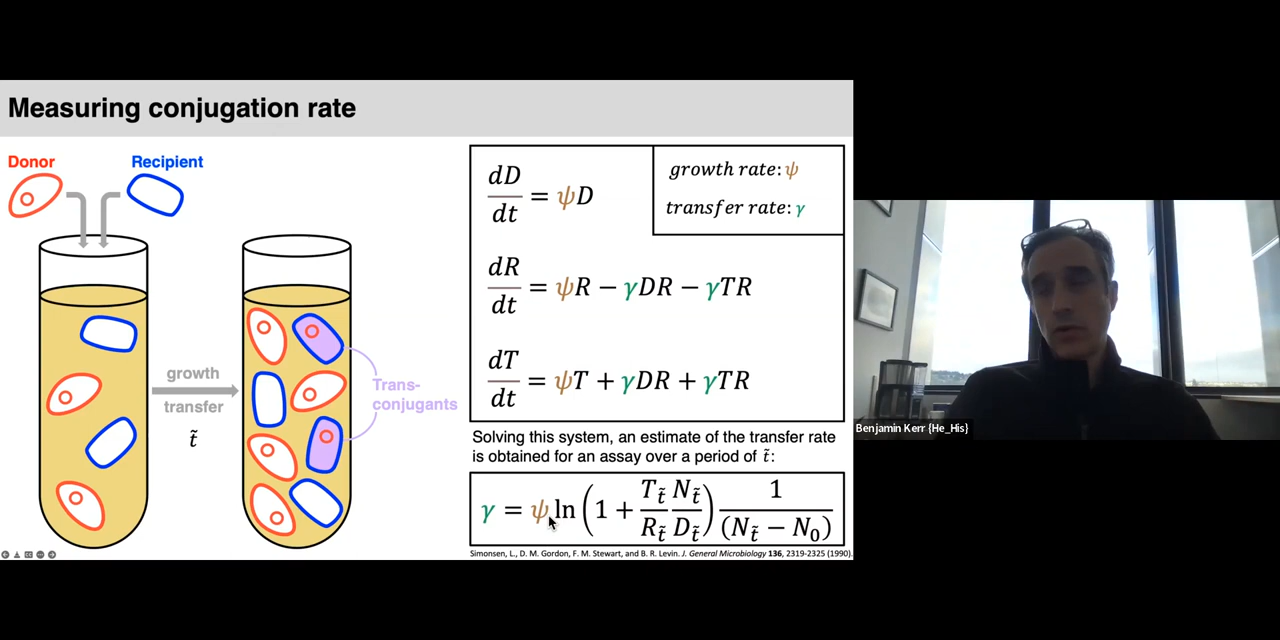 Measuring conjugation rate
Donor
Recipient
growth
transfer
t̃
Trans-
conjugants
dD/dt = ψD
growth rate: ψ
transfer rate: γ
dR/dt = ψR − γDR − γTR
dT/dt = ψT + γDR + γTR
Solving this system, an estimate of the transfer rate
is obtained for an assay over a period of t̃:
γ = ψ ln(1 + (T_t̃/R_t̃)(N_t̃/D_t̃)) 1/(N_t̃ − N_0)
Simonsen, L., D. M. Gordon, F. M. Stewart, and B. R. Levin. J. General Microbiology 136, 2319-2325 (1990).
Benjamin Kerr {He_His}